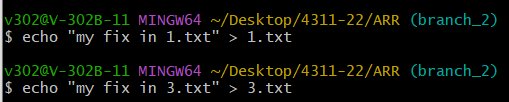 v302@V-302B-11 MINGW64 ~/Desktop/4311-22/ARR (branch_2)
$ echo "my fix in 1.txt" > 1.txt
v302@V-302B-11 MINGW64 ~/Desktop/4311-22/ARR (branch_2)
$ echo "my fix in 3.txt" > 3.txt